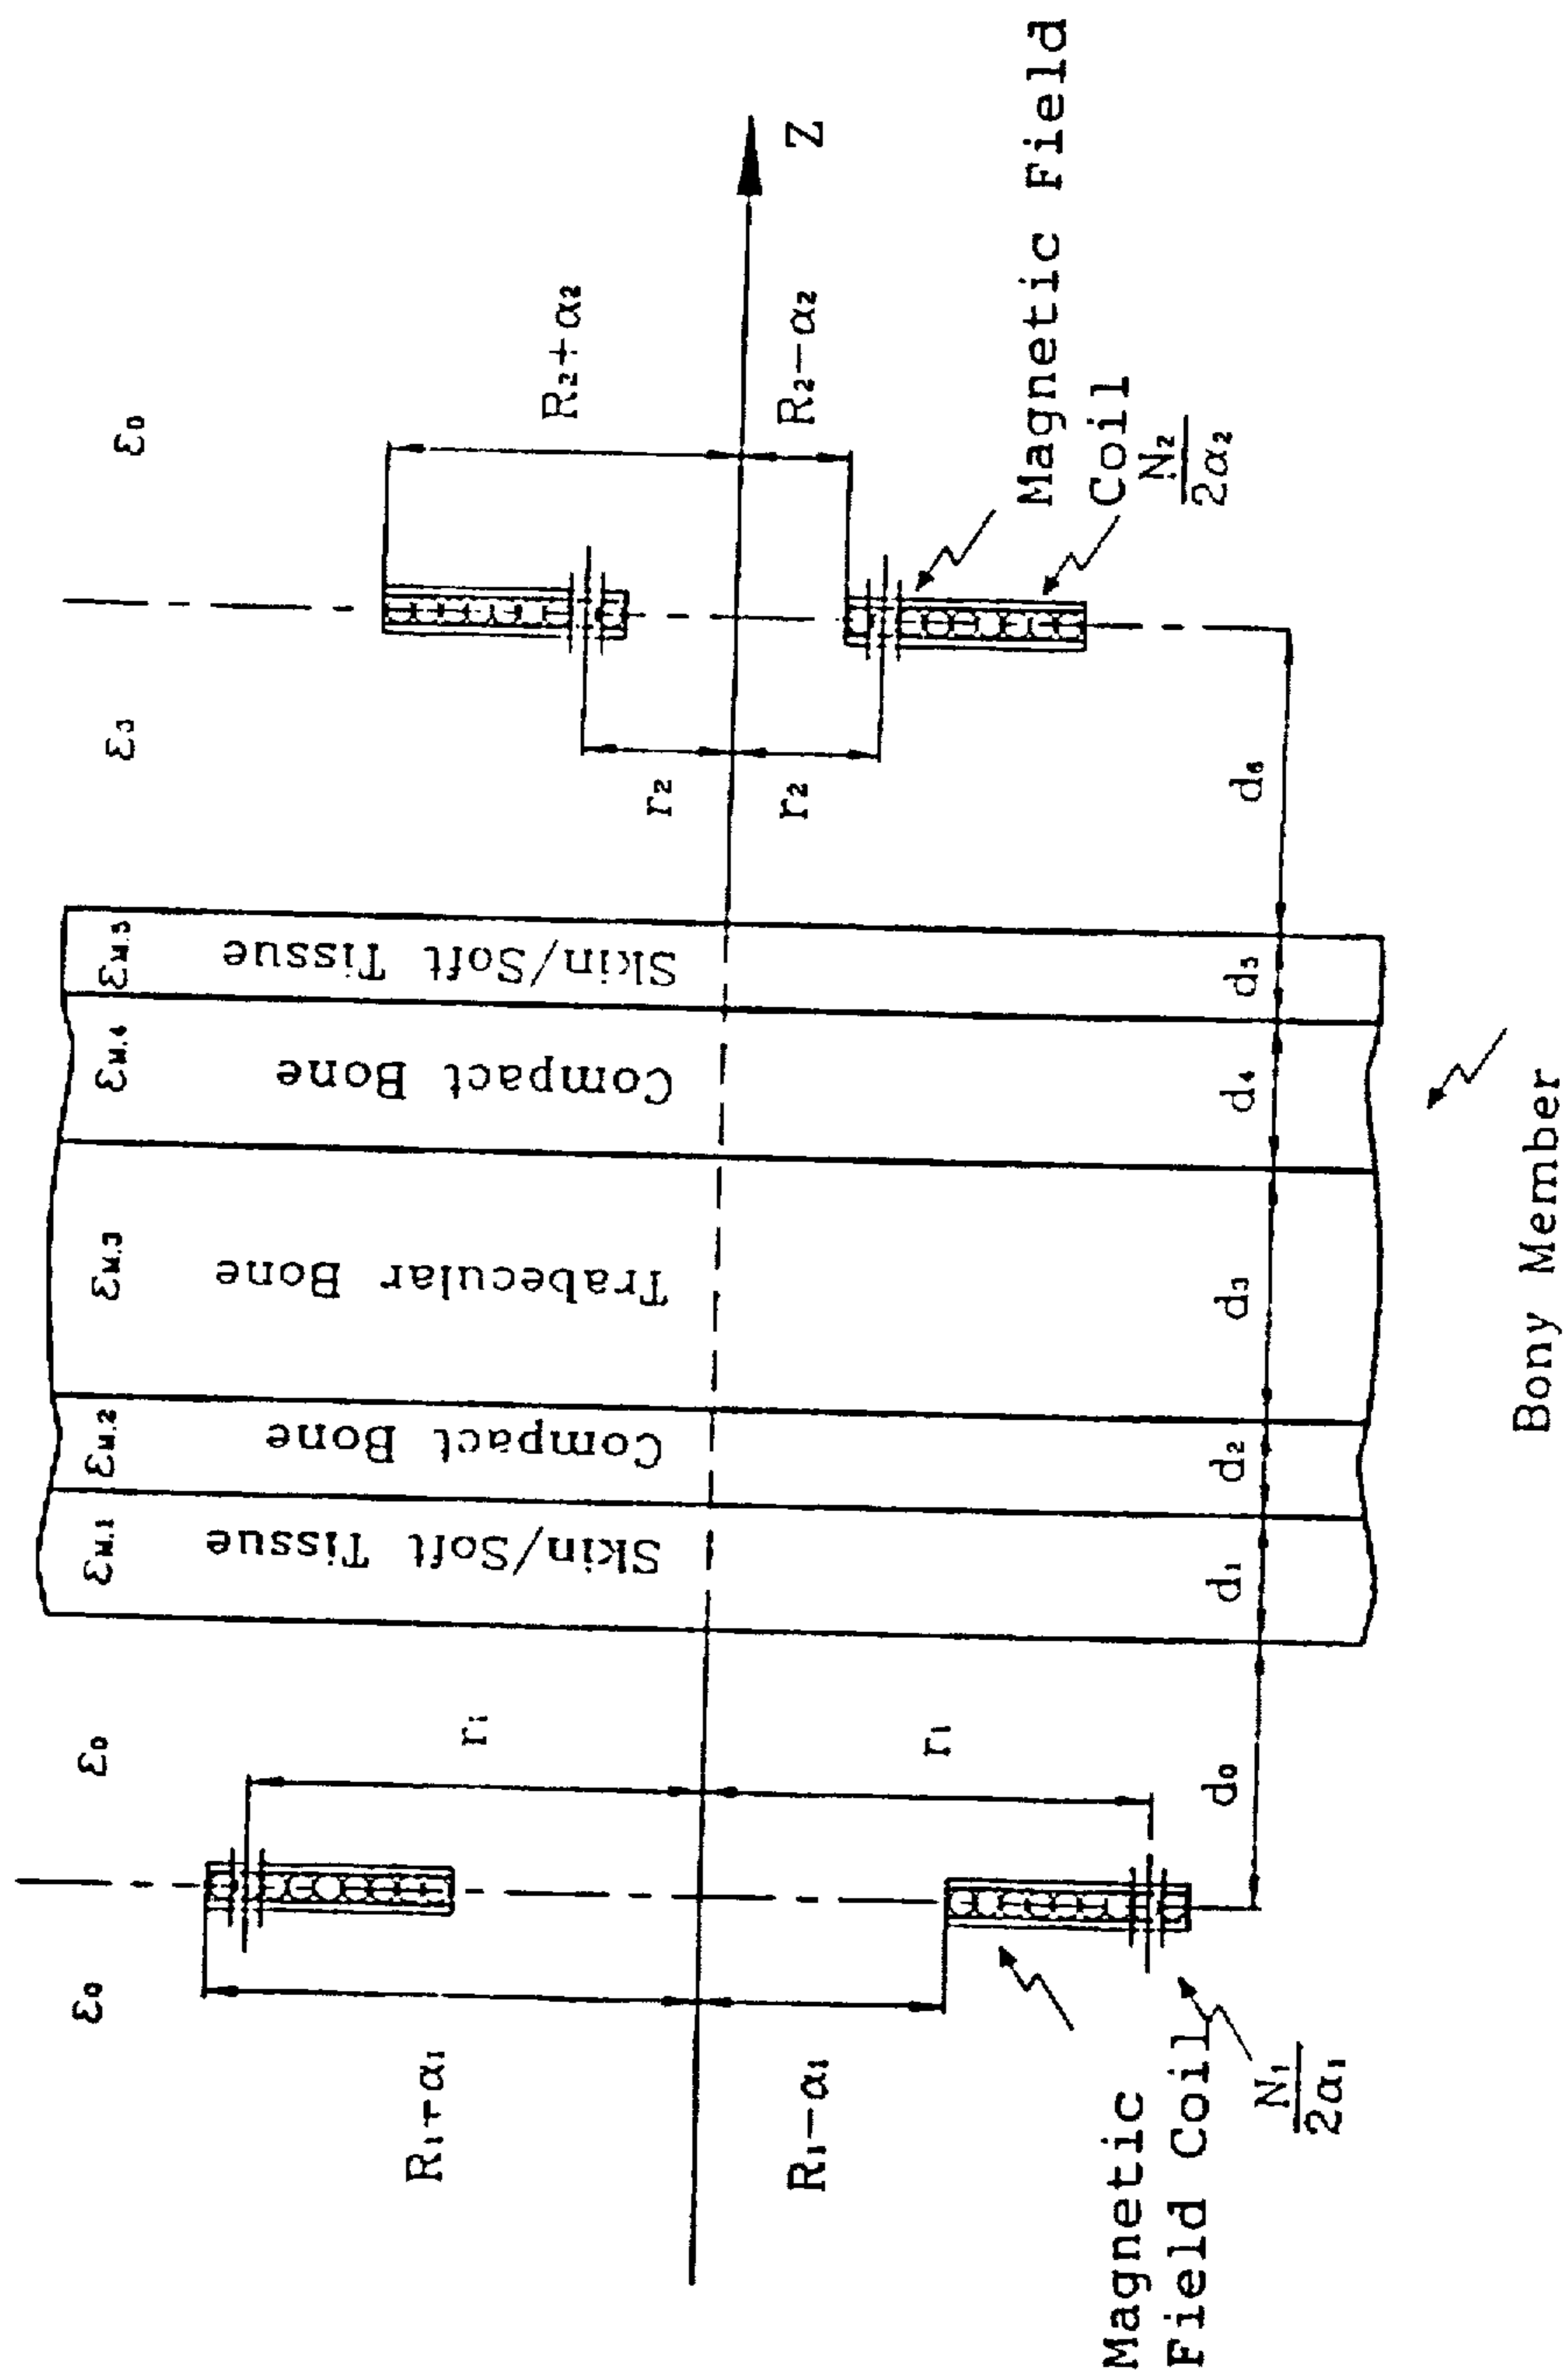 ε₀
ε₀
ε₃
ε₀
ε_M.1
ε_M.2
ε_M.3
ε_M.4
ε_M.5
Skin/Soft Tissue
Compact Bone
Trabecular Bone
Compact Bone
Skin/Soft Tissue
R₁+α₁
R₁−α₁
r₁
r₁
r₂
r₂
R₂+α₂
R₂−α₂
Z
d₀
d₁
d₂
d₃
d₄
d₅
d₆
Magnetic
Field Coil
N₁
2α₁
Magnetic Field
Coil
N₂
2α₂
Bony Member